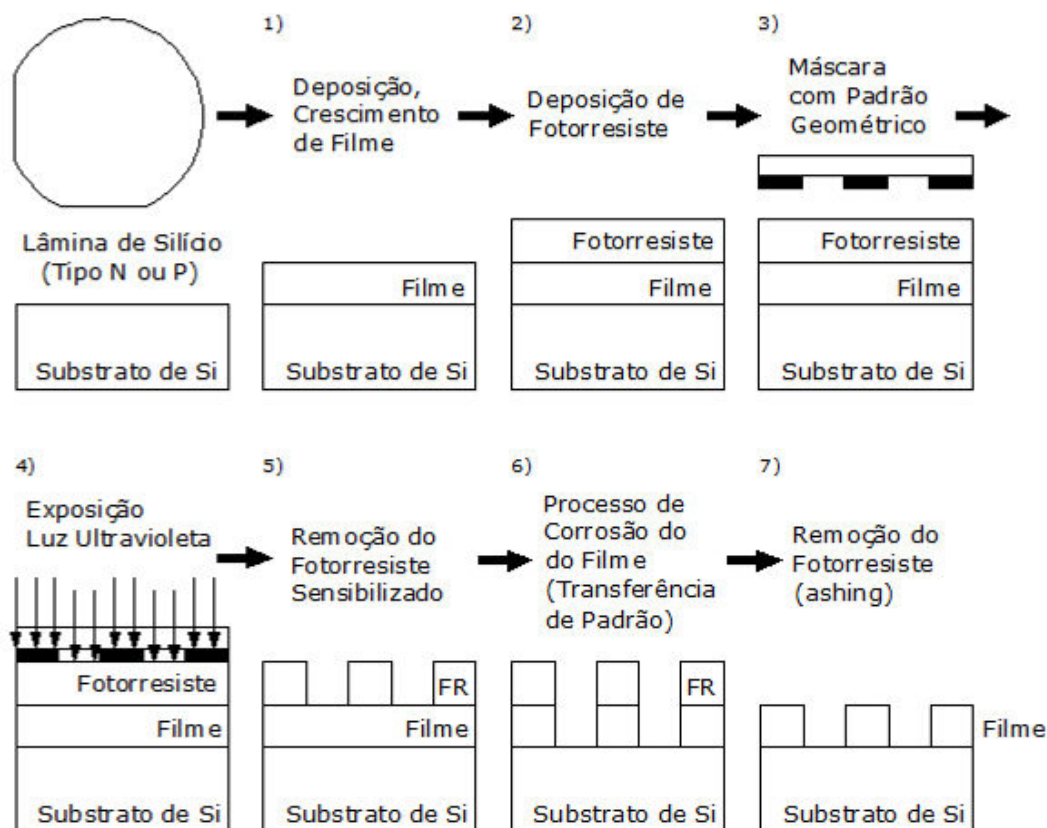 1)
Deposição,
Crescimento
de Filme
2)
Deposição de
Fotorresiste
3)
Máscara
com Padrão
Geométrico
Lâmina de Silício
(Tipo N ou P)
Substrato de Si
Filme
Substrato de Si
Fotorresiste
Filme
Substrato de Si
Fotorresiste
Filme
Substrato de Si
4)
Exposição
Luz Ultravioleta
5)
Remoção do
Fotorresiste
Sensibilizado
6)
Processo de
Corrosão do
do Filme
(Transferência
de Padrão)
7)
Remoção do
Fotorresiste
(ashing)
Fotorresiste
Filme
Substrato de Si
FR
Filme
Substrato de Si
FR
Substrato de Si
Filme
Substrato de Si